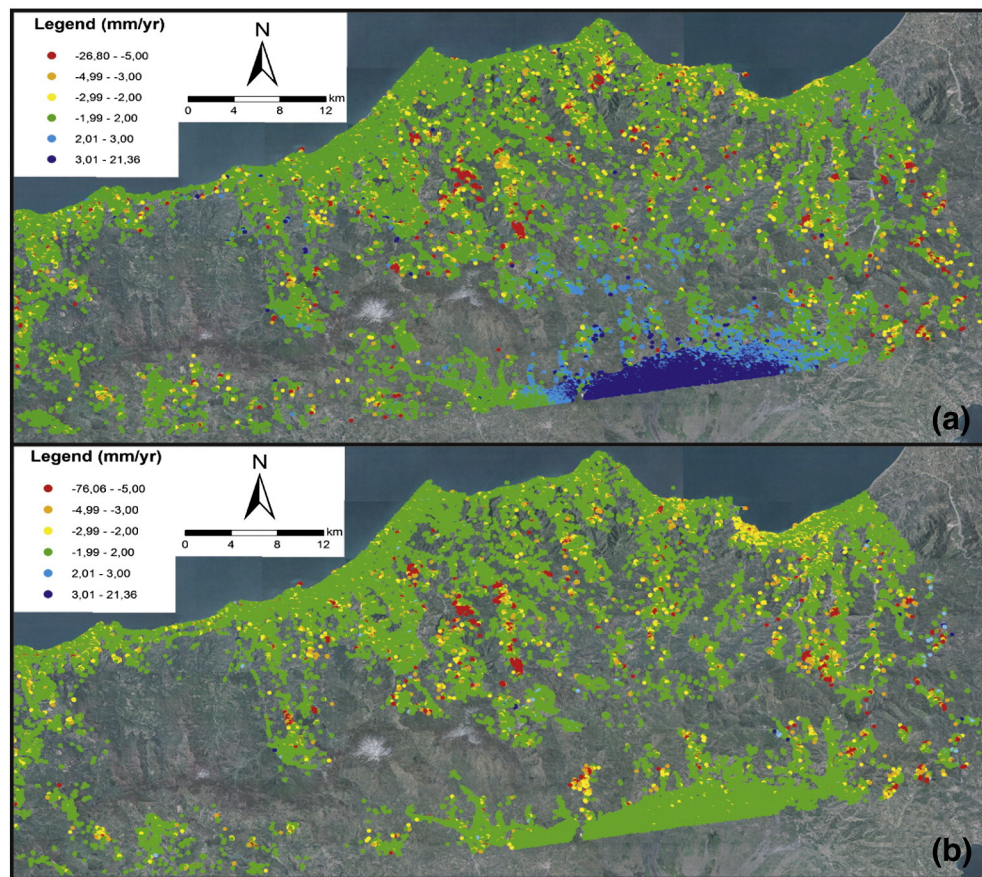 Legend (mm/yr)
-26,80 - -5,00
-4,99 - -3,00
-2,99 - -2,00
-1,99 - 2,00
2,01 - 3,00
3,01 - 21,36
N
km
0 4 8 12
(a)
Legend (mm/yr)
-76,06 - -5,00
-4,99 - -3,00
-2,99 - -2,00
-1,99 - 2,00
2,01 - 3,00
3,01 - 21,36
N
km
0 4 8 12
(b)